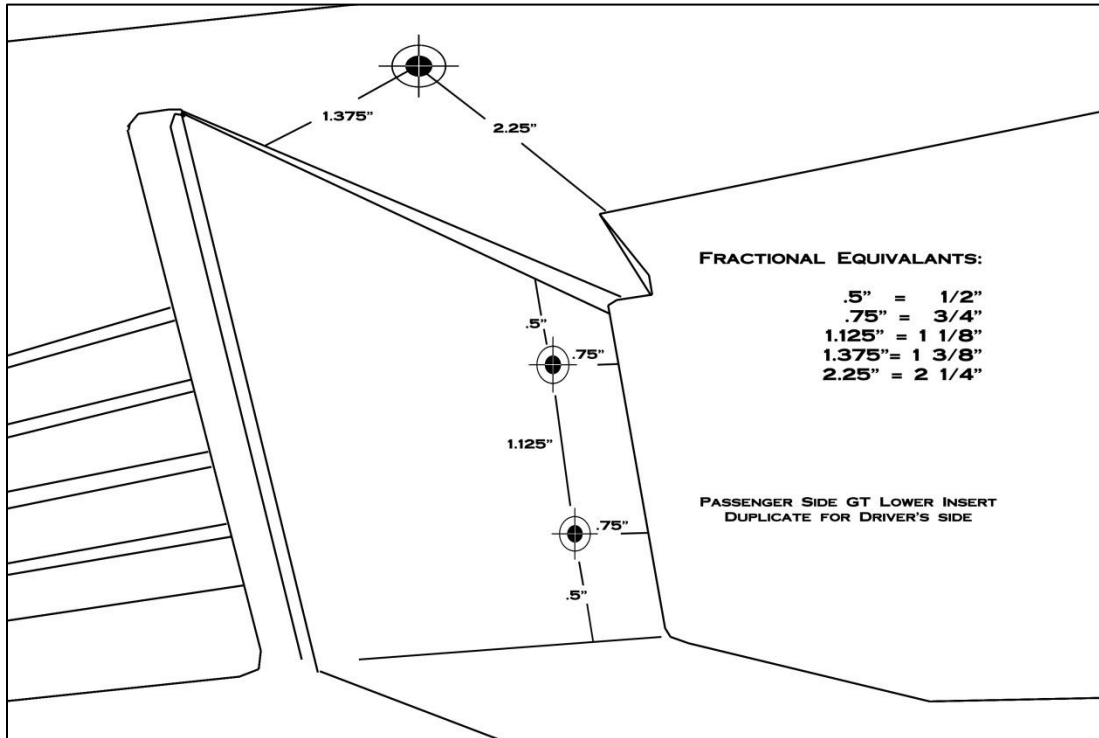 1.375”
2.25”
FRACTIONAL EQUIVALANTS:
.5” = 1/2”
.75” = 3/4”
1.125” = 1 1/8”
1.375”= 1 3/8”
2.25” = 2 1/4”
.5”
.75”
1.125”
PASSENGER SIDE GT LOWER INSERT
DUPLICATE FOR DRIVER’S SIDE
.75”
.5”